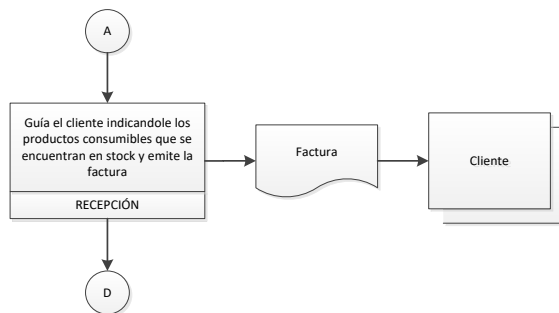 A
Guía el cliente indicandole los
productos consumibles que se
encuentran en stock y emite la
factura
RECEPCIÓN
Factura
Cliente
D